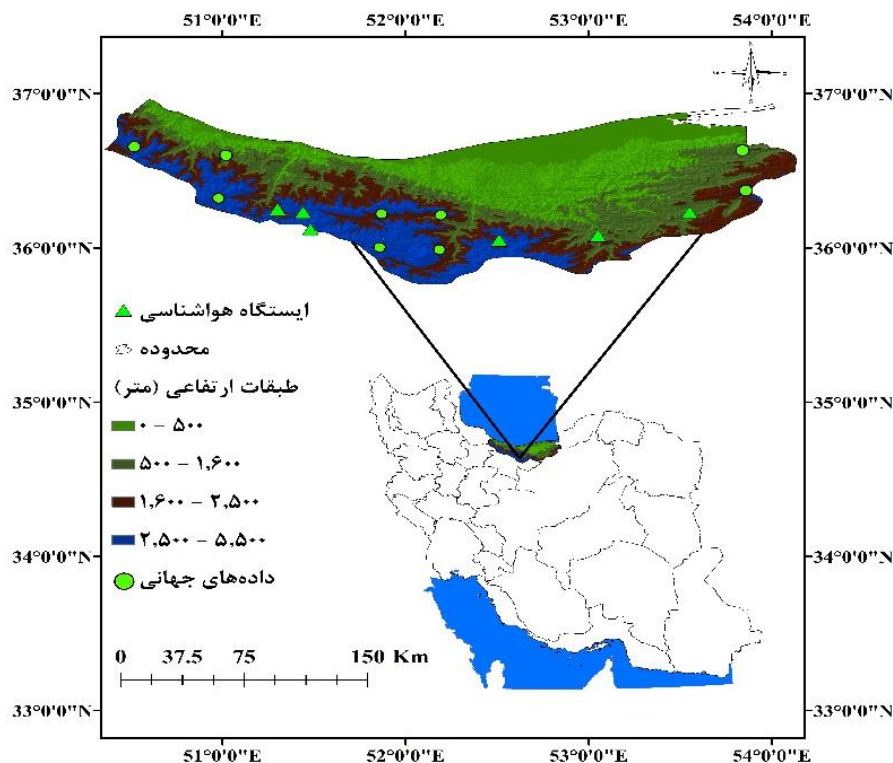 51°0'0"E 52°0'0"E 53°0'0"E 54°0'0"E
37°0'0"N 37°0'0"N
36°0'0"N 36°0'0"N
ایستگاه هواشناسی
محدوده
طبقات ارتفاعی (متر)
35°0'0"N 35°0'0"N
۰ - ۵۰۰
۵۰۰ - ۱,۶۰۰
۱,۶۰۰ - ۲,۵۰۰
۲,۵۰۰ - ۵,۵۰۰
34°0'0"N 34°0'0"N
داده‌های جهانی
0 37.5 75 150 Km
33°0'0"N 33°0'0"N
51°0'0"E 52°0'0"E 53°0'0"E 54°0'0"E